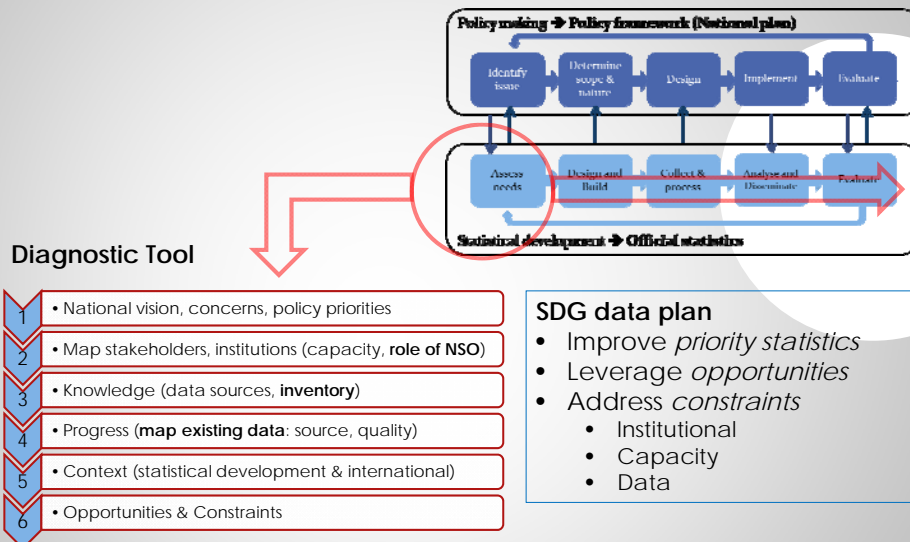 Policy making → Policy framework (National plan)
Identify
issue
Determine
scope &
nature
Design
Implement
Evaluate
Assess
needs
Design and
Build
Collect &
process
Analyse and
Disseminate
Evaluate
Statistical development → Official statistics
Diagnostic Tool
1
• National vision, concerns, policy priorities
2
• Map stakeholders, institutions (capacity, role of NSO)
3
• Knowledge (data sources, inventory)
4
• Progress (map existing data: source, quality)
5
• Context (statistical development & international)
6
• Opportunities & Constraints
SDG data plan
• Improve priority statistics
• Leverage opportunities
• Address constraints
• Institutional
• Capacity
• Data